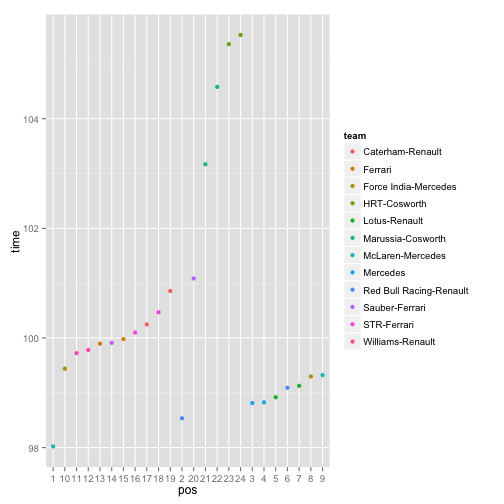 104
102
100
98
time
1 10 11 12 13 14 15 16 17 18 19 2 20 21 22 23 24 3 4 5 6 7 8 9
pos
team
Caterham-Renault
Ferrari
Force India-Mercedes
HRT-Cosworth
Lotus-Renault
Marussia-Cosworth
McLaren-Mercedes
Mercedes
Red Bull Racing-Renault
Sauber-Ferrari
STR-Ferrari
Williams-Renault